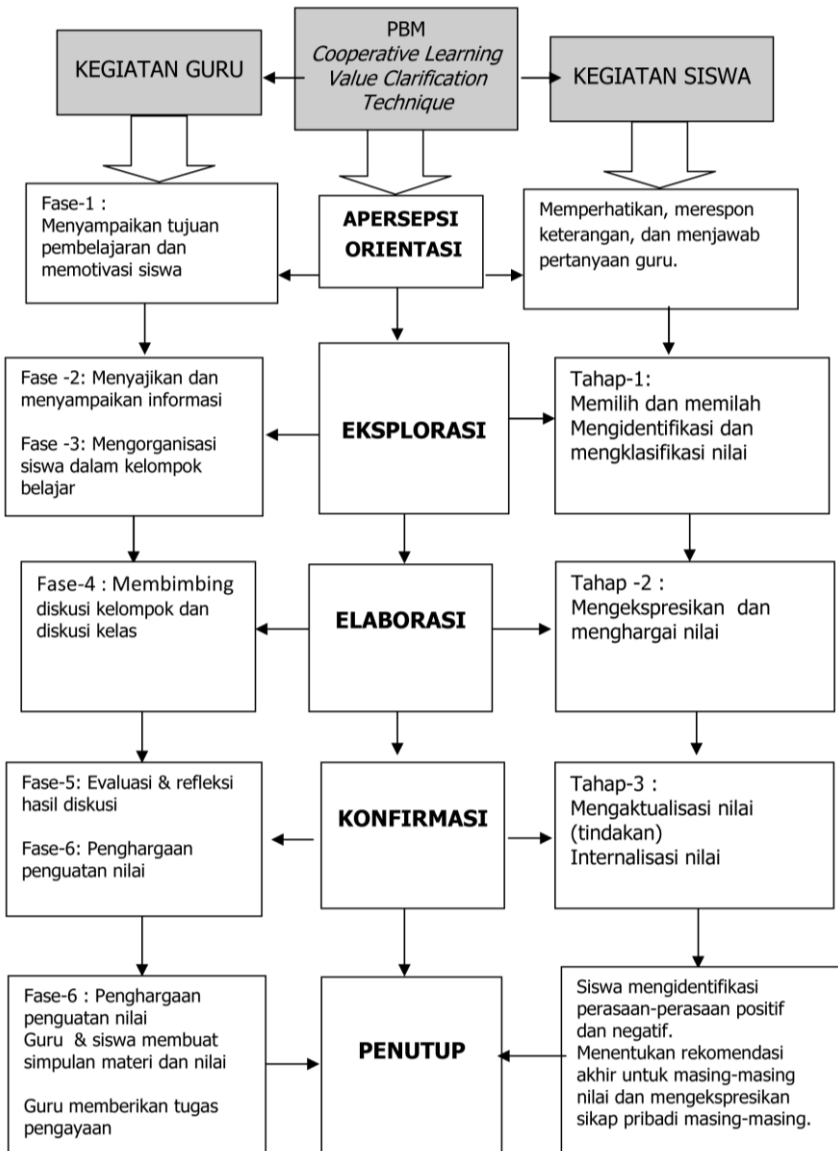 KEGIATAN GURU
PBM
Cooperative Learning
Value Clarification
Technique
KEGIATAN SISWA
Fase-1 :
Menyampaikan tujuan
pembelajaran dan
memotivasi siswa
APERSEPSI
ORIENTASI
Memperhatikan, merespon
keterangan, dan menjawab
pertanyaan guru.
Fase -2: Menyajikan dan
menyampaikan informasi
Fase -3: Mengorganisasi
siswa dalam kelompok
belajar
EKSPLORASI
Tahap-1:
Memilih dan memilah
Mengidentifikasi dan
mengklasifikasi nilai
Fase-4 : Membimbing
diskusi kelompok dan
diskusi kelas
ELABORASI
Tahap -2 :
Mengekspresikan dan
menghargai nilai
Fase-5: Evaluasi & refleksi
hasil diskusi
Fase-6: Penghargaan
penguatan nilai
KONFIRMASI
Tahap-3 :
Mengaktualisasi nilai
(tindakan)
Internalisasi nilai
Fase-6 : Penghargaan
penguatan nilai
Guru & siswa membuat
simpulan materi dan nilai
Guru memberikan tugas
pengayaan
PENUTUP
Siswa mengidentifikasi
perasaan-perasaan positif
dan negatif.
Menentukan rekomendasi
akhir untuk masing-masing
nilai dan mengekspresikan
sikap pribadi masing-masing.